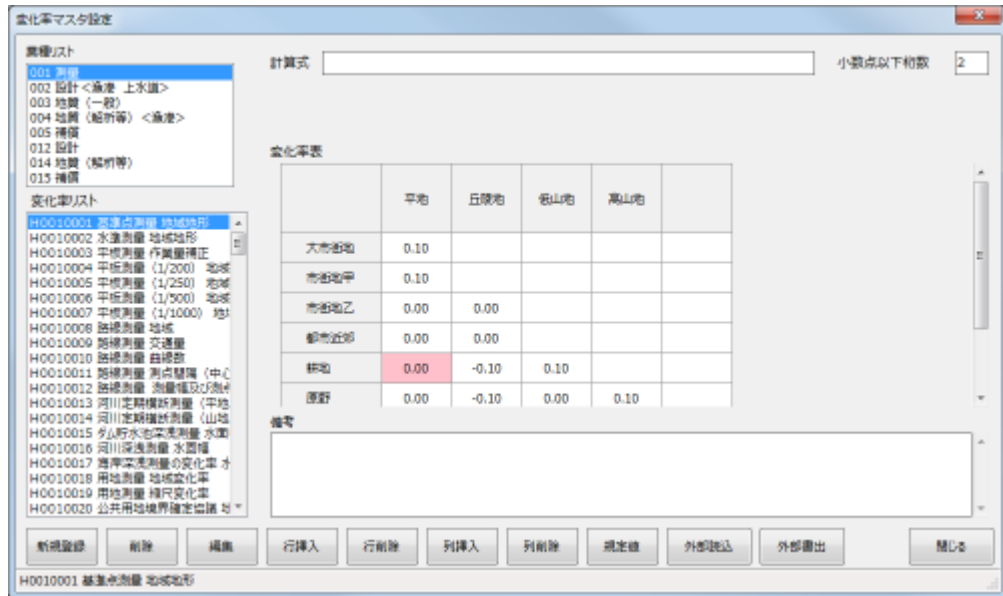 変化率マスタ設定
業種リスト
001 測量
002 設計<漁港 上水道>
003 地質（一般）
004 地質（解析等）<漁港>
005 補償
012 設計
014 地質（解析等）
015 補償
計算式
小数点以下桁数 2
変化率リスト
H0010001 基準点測量 地域地形
H0010002 水準測量 地域地形
H0010003 平板測量 作業量補正
H0010004 平板測量（1/200） 地域
H0010005 平板測量（1/250） 地域
H0010006 平板測量（1/500） 地域
H0010007 平板測量（1/1000） 地
H0010008 路線測量 地域
H0010009 路線測量 交通量
H0010010 路線測量 曲線数
H0010011 路線測量 測点間隔（中心
H0010012 路線測量 測量幅及び測点
H0010013 河川定期横断測量（平地
H0010014 河川定期横断測量（山地
H0010015 ダム貯水池深浅測量 水面
H0010016 河川深浅測量 水面幅
H0010017 海岸深浅測量の変化率 水
H0010018 用地測量 地域変化率
H0010019 用地測量 縮尺変化率
H0010020 公共用地境界確定協議 地
変化率表
平地 丘陵地 低山地 高山地
大市街地 0.10
市街地甲 0.10
市街地乙 0.00 0.00
都市近郊 0.00 0.00
耕地 0.00 -0.10 0.10
原野 0.00 -0.10 0.00 0.10
備考
新規登録 削除 編集 行挿入 行削除 列挿入 列削除 規定値 外部読込 外部書出 閉じる
H0010001 基準点測量 地域地形